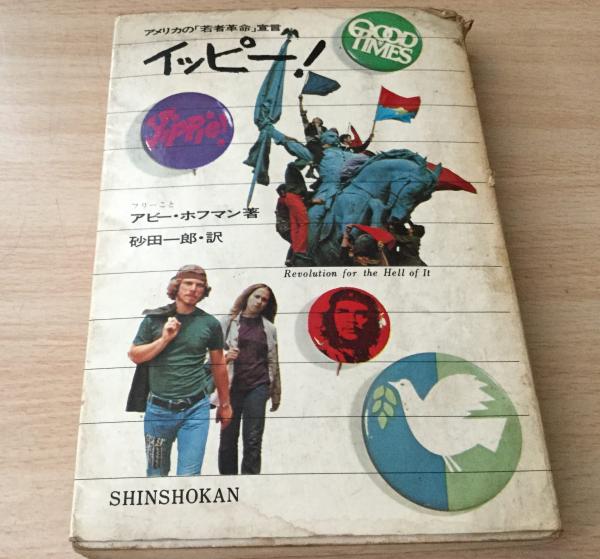 アメリカの「若者革命」宣言
イッピー！
GOOD
TIMES
Yippie!
フリーこと
アビー・ホフマン著
砂田一郎・訳
Revolution for the Hell of It
SHINSHOKAN